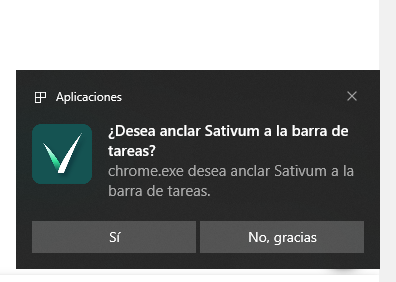 Aplicaciones
¿Desea anclar Sativum a la barra de
tareas?
chrome.exe desea anclar Sativum a la
barra de tareas.
Sí
No, gracias